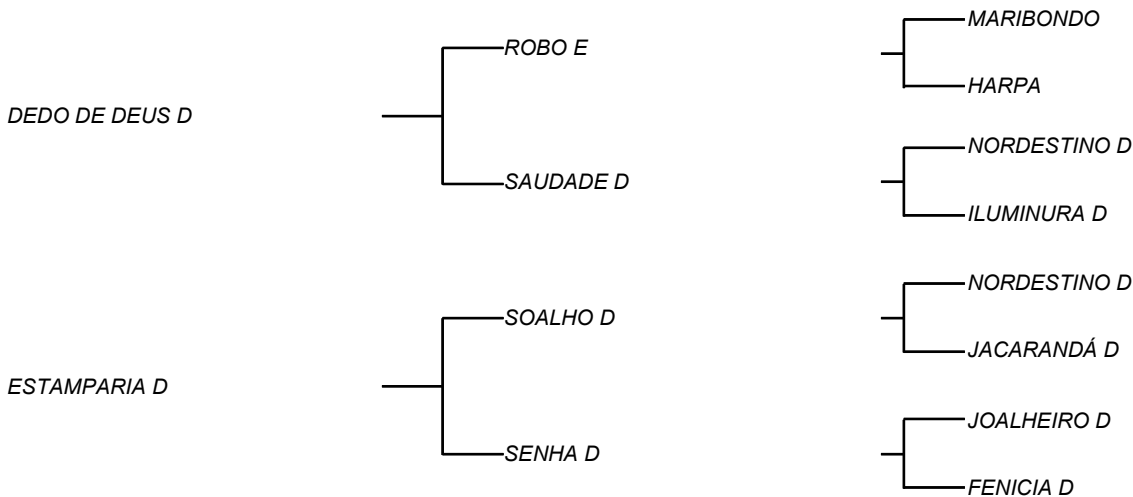 MARIBONDO
ROBO E
HARPA
DEDO DE DEUS D
NORDESTINO D
SAUDADE D
ILUMINURA D
NORDESTINO D
SOALHO D
JACARANDÁ D
ESTAMPARIA D
JOALHEIRO D
SENHA D
FENICIA D